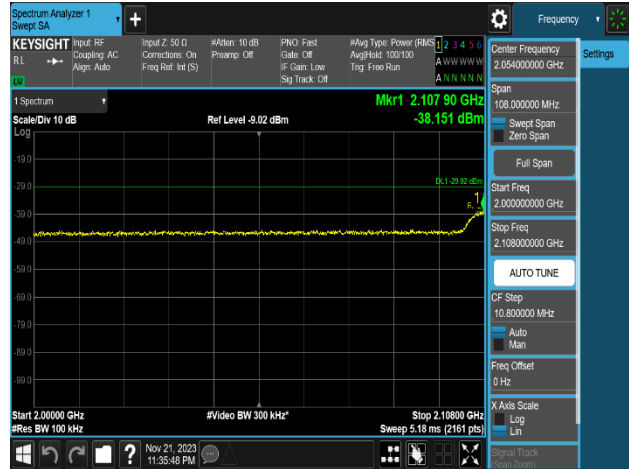 Spectrum Analyzer 1
Swept SA
Frequency
KEYSIGHT
Input: RF
Input Z: 50 Ω
#Atten: 10 dB
PNO: Fast
#Avg Type: Power (RMS
1 2 3 4 5 6
RL
Coupling: AC
Corrections: On
Preamp: Off
Gate: Off
Avg|Hold: 100/100
A WW WW W
Align: Auto
Freq Ref: Int (S)
IF Gain: Low
Trig: Free Run
Sig Track: Off
A N N N N N
1 Spectrum
Mkr1 2.107 90 GHz
Scale/Div 10 dB
Ref Level -9.02 dBm
-38.151 dBm
Log
-19.0
-29.0
DL1 -29.02 dBm
1
-39.0
-49.0
-59.0
-69.0
-79.0
-89.0
-99.0
Start 2.00000 GHz
#Video BW 300 kHz*
Stop 2.10800 GHz
#Res BW 100 kHz
Sweep 5.18 ms (2161 pts)
Center Frequency
2.054000000 GHz
Settings
Span
108.000000 MHz
Swept Span
Zero Span
Full Span
Start Freq
2.000000000 GHz
Stop Freq
2.108000000 GHz
AUTO TUNE
CF Step
10.800000 MHz
Auto
Man
Freq Offset
0 Hz
X Axis Scale
Log
Lin
Signal Track
(Span Zoom)
?
Nov 21, 2023
11:35:48 PM